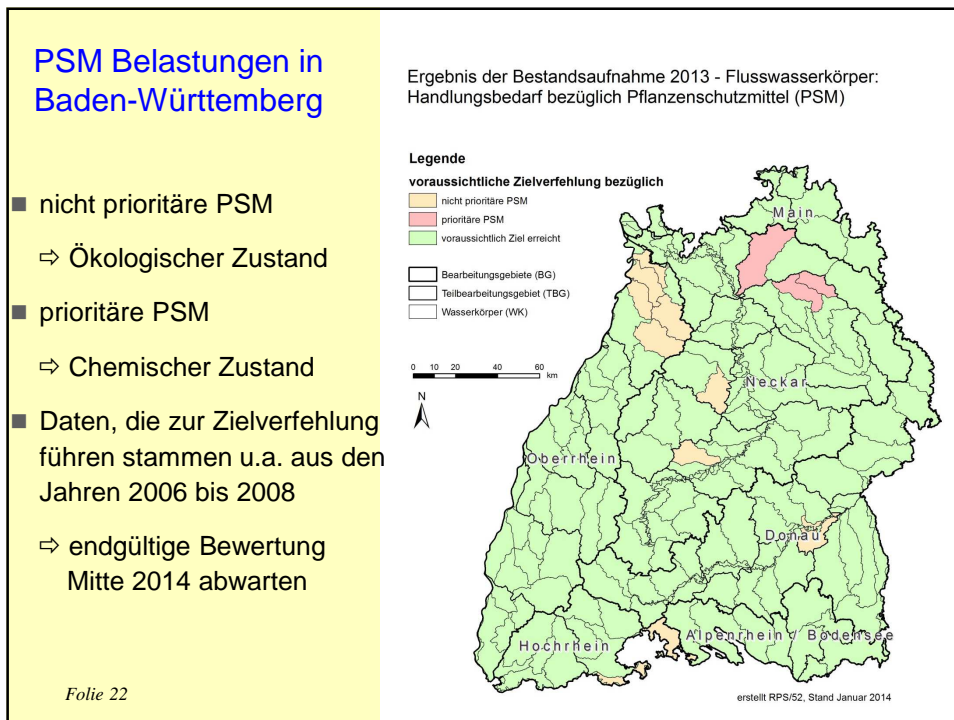 PSM Belastungen in
Baden-Württemberg
nicht prioritäre PSM
⇨ Ökologischer Zustand
prioritäre PSM
⇨ Chemischer Zustand
Daten, die zur Zielverfehlung
führen stammen u.a. aus den
Jahren 2006 bis 2008
⇨ endgültige Bewertung
Mitte 2014 abwarten
Folie 22
Ergebnis der Bestandsaufnahme 2013 - Flusswasserkörper:
Handlungsbedarf bezüglich Pflanzenschutzmittel (PSM)
Legende
voraussichtliche Zielverfehlung bezüglich
nicht prioritäre PSM
prioritäre PSM
voraussichtlich Ziel erreicht
Bearbeitungsgebiete (BG)
Teilbearbeitungsgebiet (TBG)
Wasserkörper (WK)
0 10 20 40 60
km
N
Main
Neckar
Oberrhein
Donau
Alpenrhein / Bodensee
Hochrhein
erstellt RPS/52, Stand Januar 2014